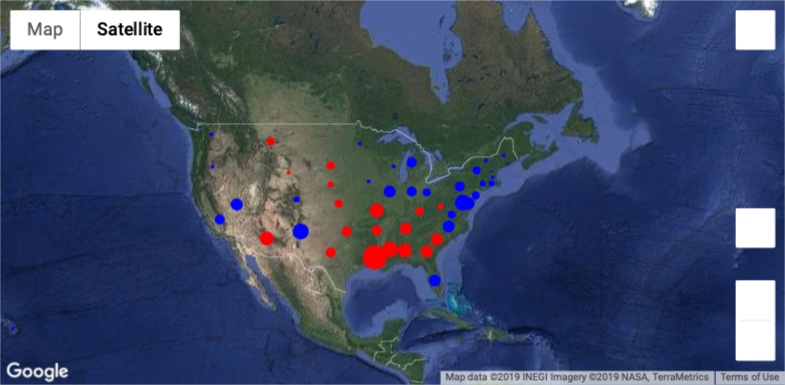 Map
Satellite
Google
Map data ©2019 INEGI Imagery ©2019 NASA, TerraMetrics
Terms of Use